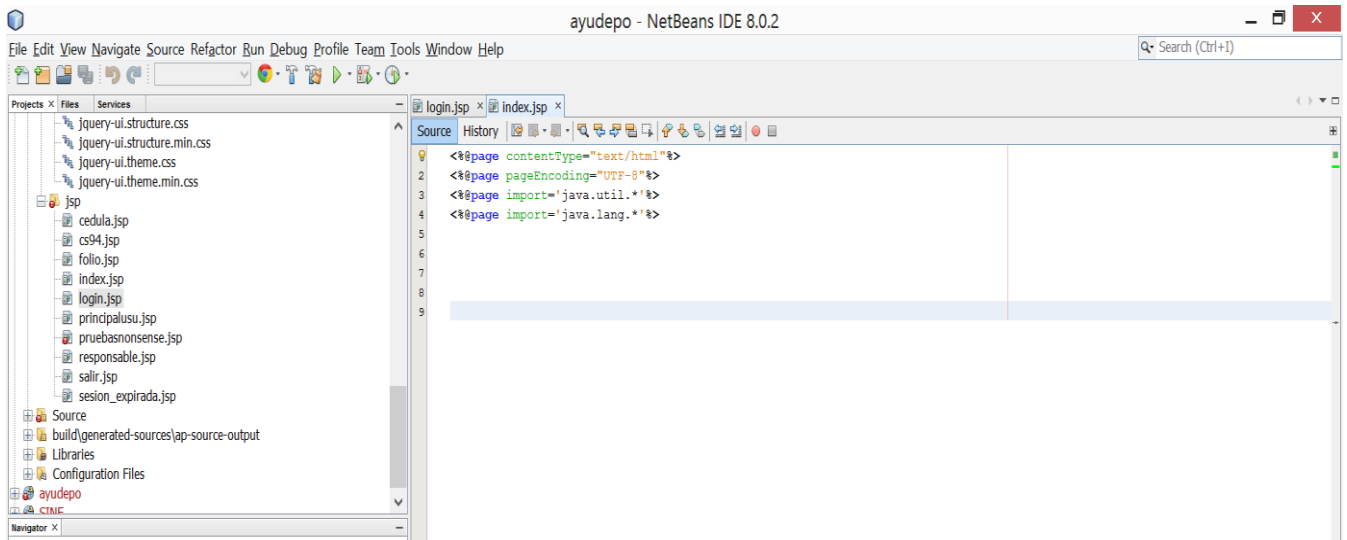 ayudepo - NetBeans IDE 8.0.2
X
File Edit View Navigate Source Refactor Run Debug Profile Team Tools Window Help
Search (Ctrl+I)
Projects X Files Services
jquery-ui.structure.css
jquery-ui.structure.min.css
jquery-ui.theme.css
jquery-ui.theme.min.css
jsp
cedula.jsp
cs94.jsp
folio.jsp
index.jsp
login.jsp
principalusu.jsp
pruebasnonsense.jsp
responsable.jsp
salir.jsp
sesion_expirada.jsp
Source
build\generated-sources\ap-source-output
Libraries
Configuration Files
ayudepo
SINE
Navigator X
login.jsp × index.jsp ×
Source History
<%@page contentType="text/html"%>
2 <%@page pageEncoding="UTF-8"%>
3 <%@page import='java.util.*'%>
4 <%@page import='java.lang.*'%>
5
6
7
8
9